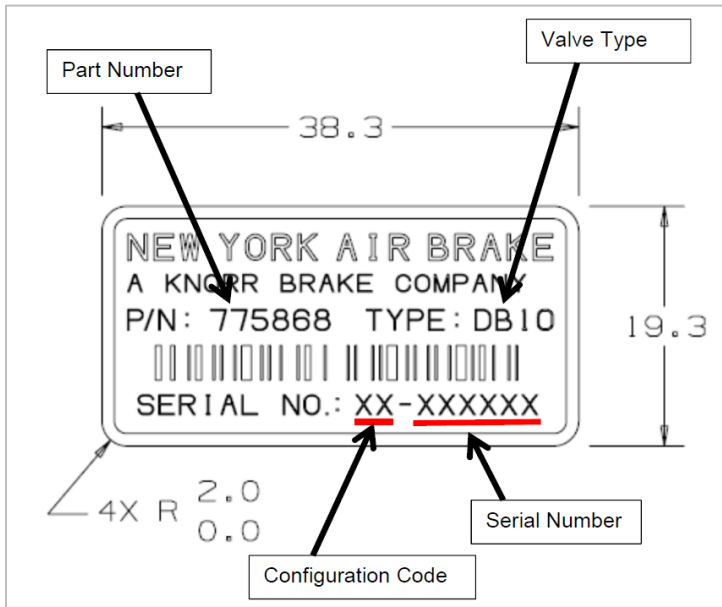 Valve Type
Part Number
38.3
NEW YORK AIR BRAKE
A KNORR BRAKE COMPANY
P/N: 775868 TYPE: DB10
19.3
SERIAL NO.: XX-XXXXXX
4X R 2.0
0.0
Serial Number
Configuration Code